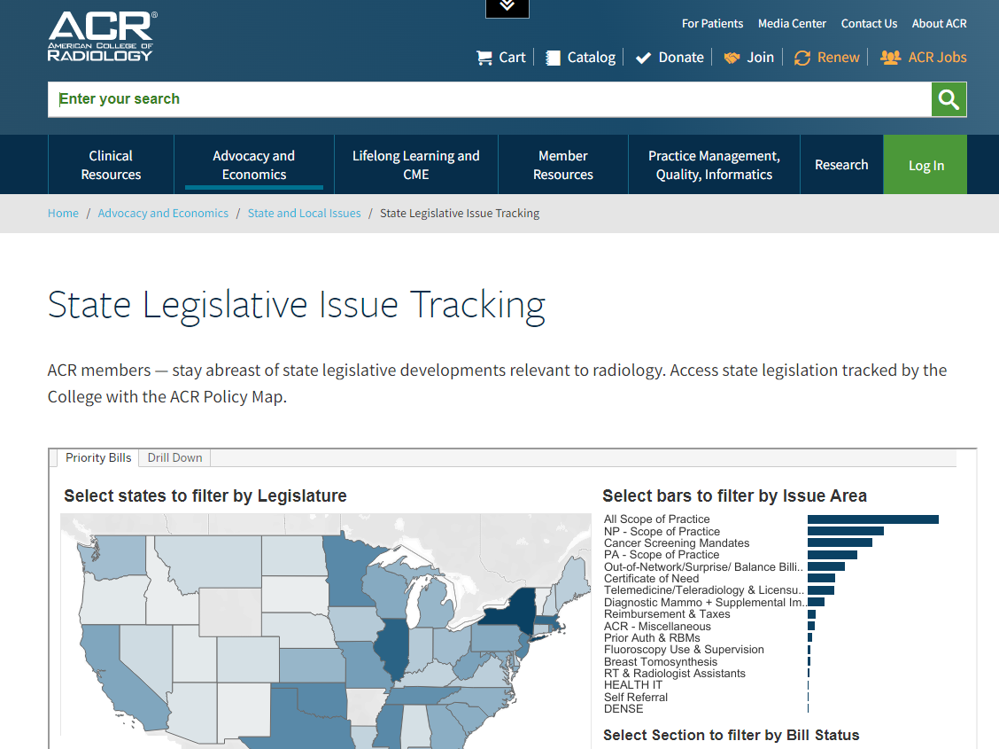 ACR®
AMERICAN COLLEGE OF
RADIOLOGY
For Patients Media Center Contact Us About ACR
Cart Catalog Donate Join Renew ACR Jobs
Enter your search
Clinical Resources
Advocacy and Economics
Lifelong Learning and CME
Member Resources
Practice Management, Quality, Informatics
Research
Log In
Home / Advocacy and Economics / State and Local Issues / State Legislative Issue Tracking
State Legislative Issue Tracking
ACR members — stay abreast of state legislative developments relevant to radiology. Access state legislation tracked by the
College with the ACR Policy Map.
Priority Bills Drill Down
Select states to filter by Legislature
Select bars to filter by Issue Area
All Scope of Practice
NP - Scope of Practice
Cancer Screening Mandates
PA - Scope of Practice
Out-of-Network/Surprise/ Balance Billi..
Certificate of Need
Telemedicine/Teleradiology & Licensu..
Diagnostic Mammo + Supplemental Im..
Reimbursement & Taxes
ACR - Miscellaneous
Prior Auth & RBMs
Fluoroscopy Use & Supervision
Breast Tomosynthesis
RT & Radiologist Assistants
HEALTH IT
Self Referral
DENSE
Select Section to filter by Bill Status